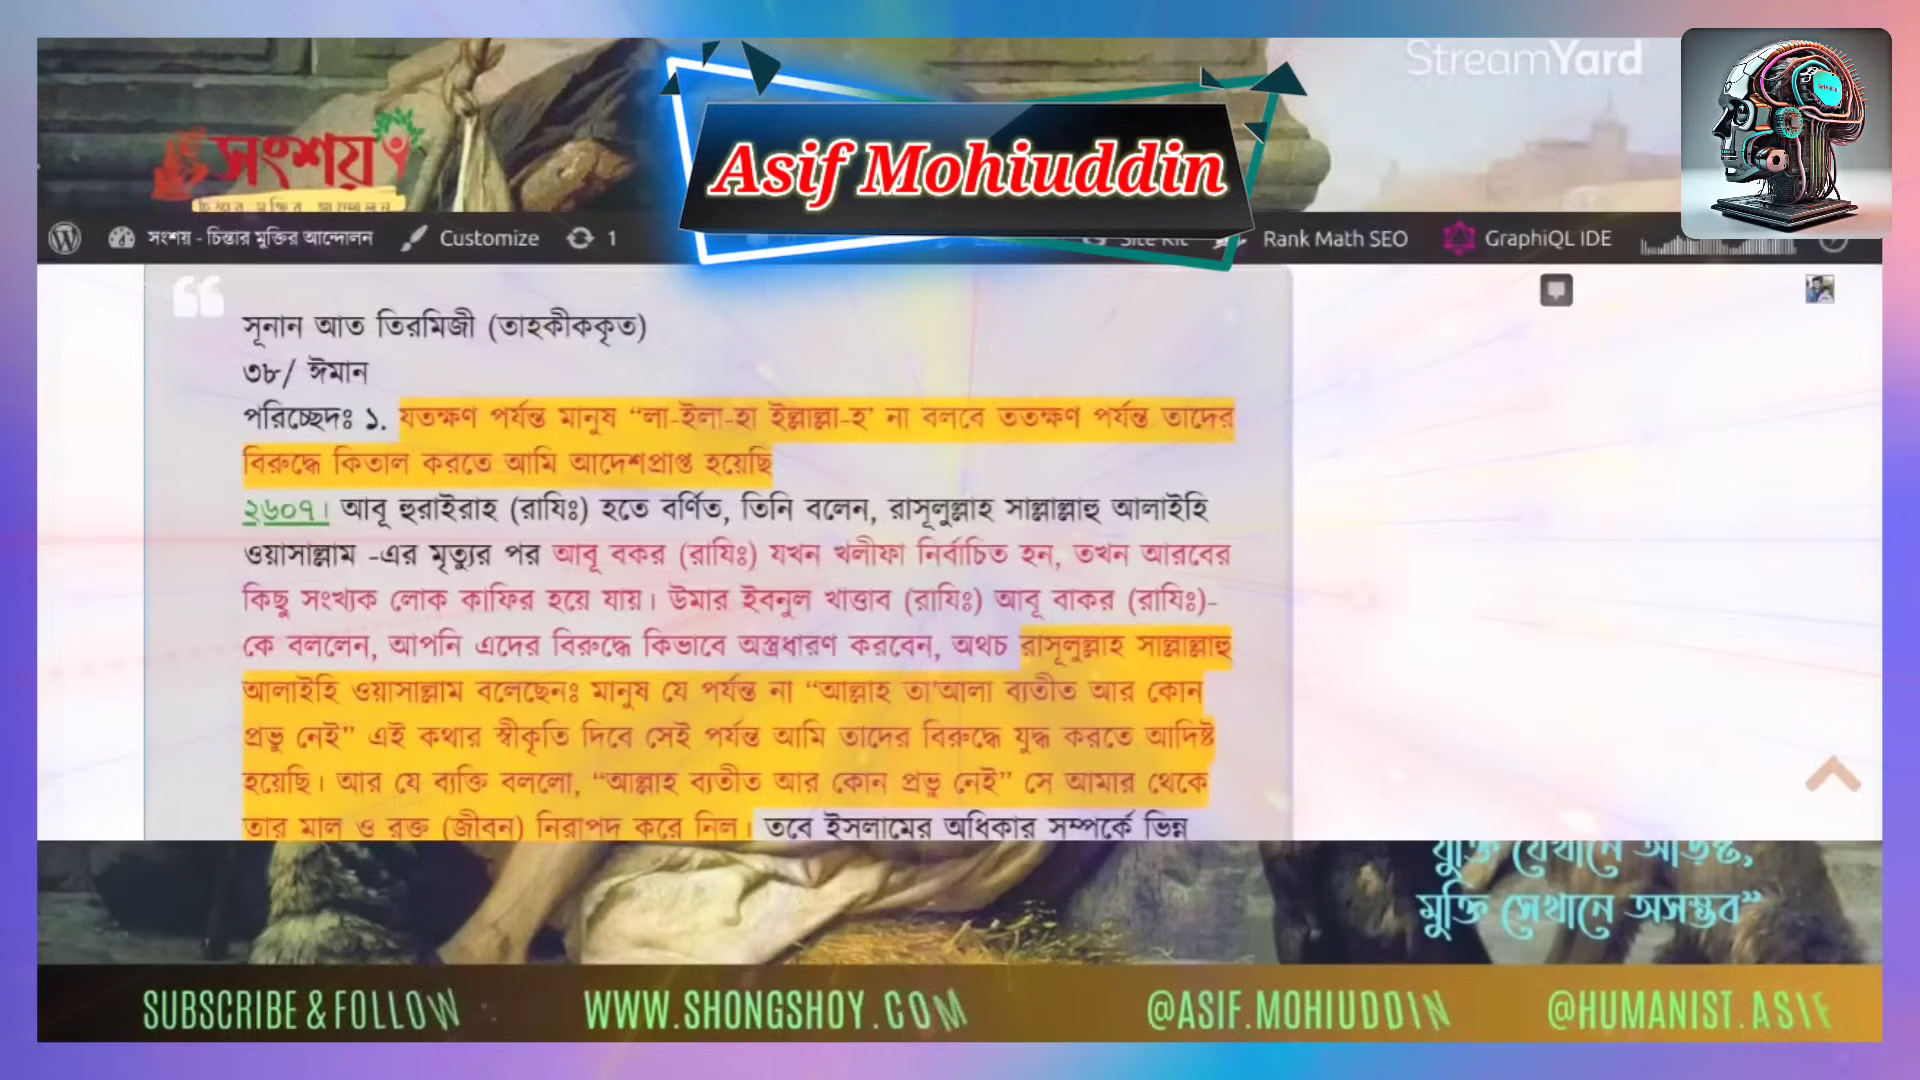 StreamYard
সংশয়
চিন্তার মুক্তির আন্দোলন
Asif Mohiuddin
সংশয় - চিন্তার মুক্তির আন্দোলন Customize 1 Site Kit Rank Math SEO GraphiQL IDE
সূনান আত তিরমিজী (তাহকীককৃত)
৩৮/ ঈমান
পরিচ্ছেদঃ ১. যতক্ষণ পর্যন্ত মানুষ “লা-ইলা-হা ইল্লাল্লা-হ’ না বলবে ততক্ষণ পর্যন্ত তাদের
বিরুদ্ধে কিতাল করতে আমি আদেশপ্রাপ্ত হয়েছি
২৬০৭। আবূ হুরাইরাহ (রাযিঃ) হতে বর্ণিত, তিনি বলেন, রাসূলুল্লাহ সাল্লাল্লাহু আলাইহি
ওয়াসাল্লাম -এর মৃত্যুর পর আবূ বকর (রাযিঃ) যখন খলীফা নির্বাচিত হন, তখন আরবের
কিছু সংখ্যক লোক কাফির হয়ে যায়। উমার ইবনুল খাত্তাব (রাযিঃ) আবূ বাকর (রাযিঃ)-
কে বললেন, আপনি এদের বিরুদ্ধে কিভাবে অস্ত্রধারণ করবেন, অথচ রাসূলুল্লাহ সাল্লাল্লাহু
আলাইহি ওয়াসাল্লাম বলেছেনঃ মানুষ যে পর্যন্ত না “আল্লাহ তা'আলা ব্যতীত আর কোন
প্রভু নেই” এই কথার স্বীকৃতি দিবে সেই পর্যন্ত আমি তাদের বিরুদ্ধে যুদ্ধ করতে আদিষ্ট
হয়েছি। আর যে ব্যক্তি বললো, “আল্লাহ ব্যতীত আর কোন প্রভু নেই” সে আমার থেকে
তার মাল ও রক্ত (জীবন) নিরাপদ করে নিল। তবে ইসলামের অধিকার সম্পর্কে ভিন্ন
যুক্তি যেখানে আড়ষ্ট,
মুক্তি সেখানে অসম্ভব”
SUBSCRIBE & FOLLOW WWW.SHONGSHOY.COM @ASIF.MOHIUDDIN @HUMANIST.ASIF